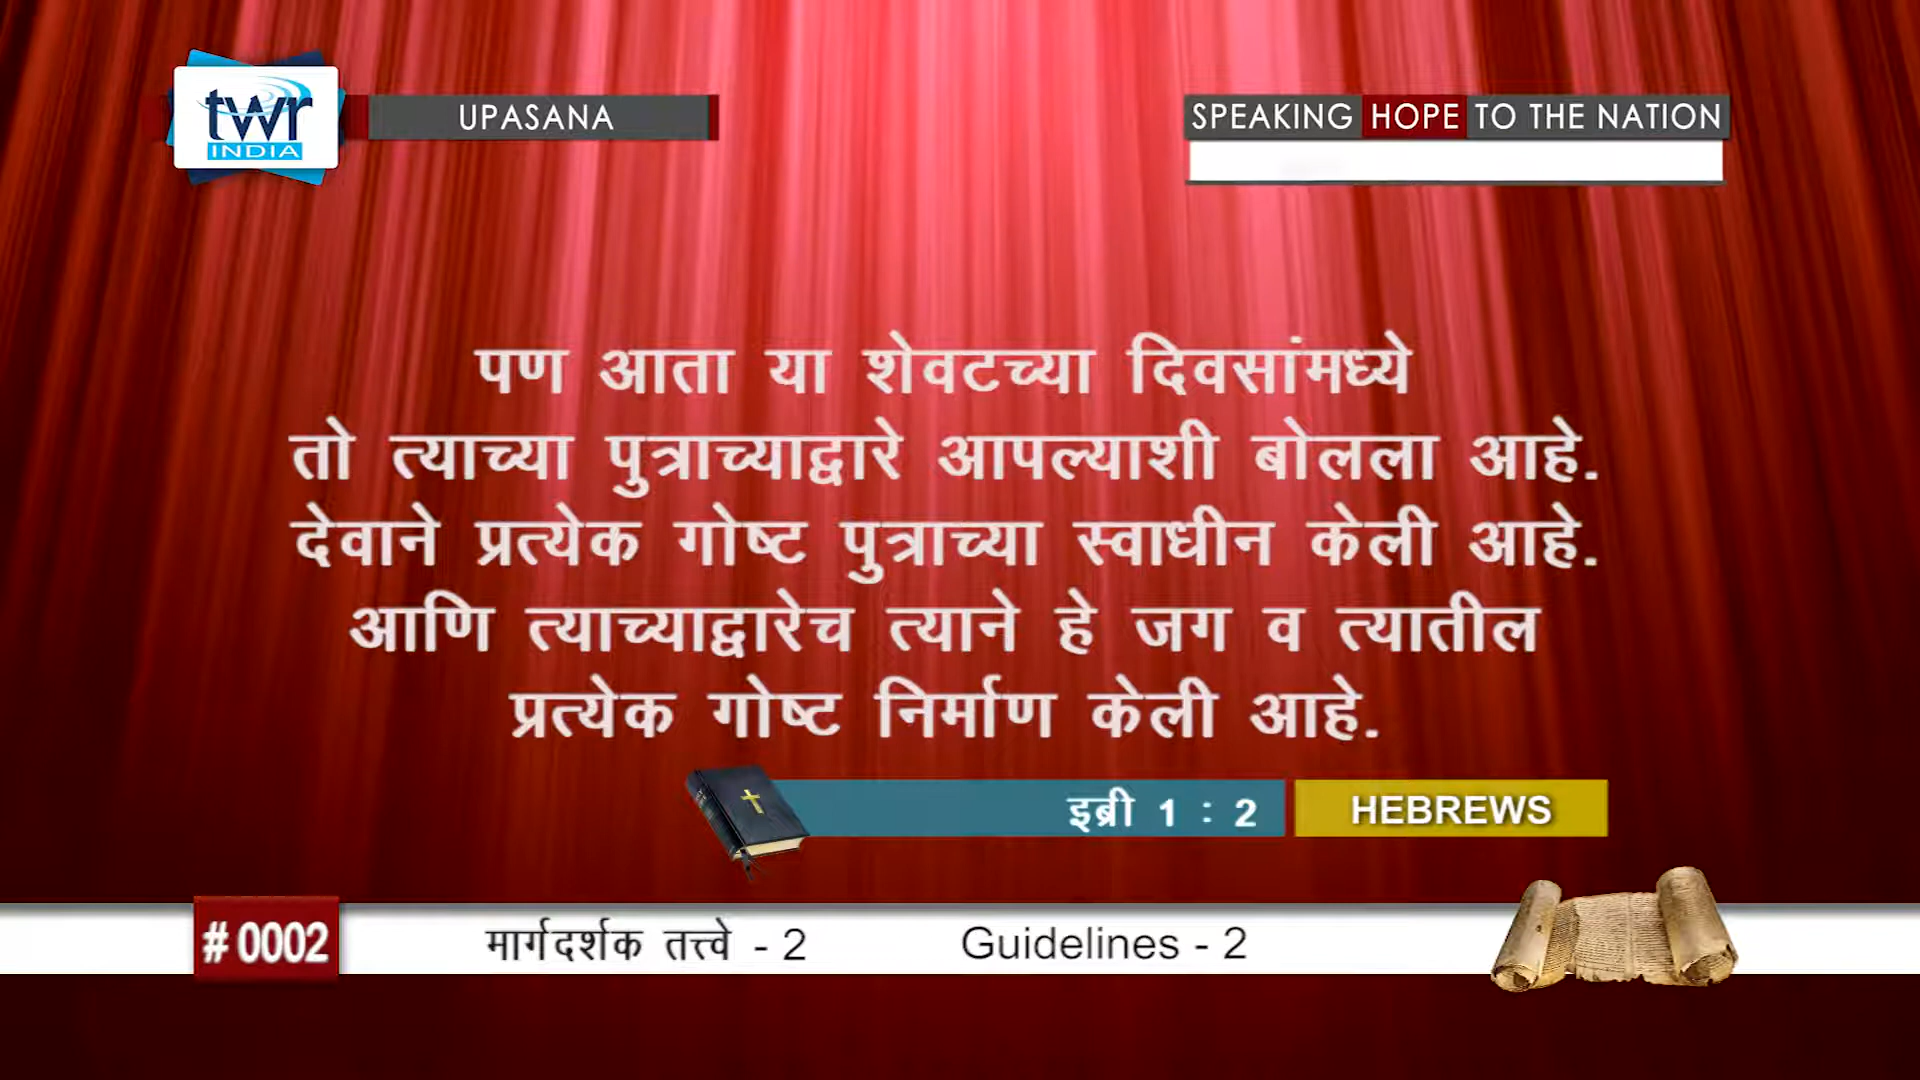 twr
INDIA
UPASANA
SPEAKING HOPE TO THE NATION
पण आता या शेवटच्या दिवसांमध्ये
तो त्याच्या पुत्राच्याद्वारे आपल्याशी बोलला आहे.
देवाने प्रत्येक गोष्ट पुत्राच्या स्वाधीन केली आहे.
आणि त्याच्याद्वारेच त्याने हे जग व त्यातील
प्रत्येक गोष्ट निर्माण केली आहे.
इब्री 1 : 2
HEBREWS
# 0002
मार्गदर्शक तत्त्वे - 2
Guidelines - 2